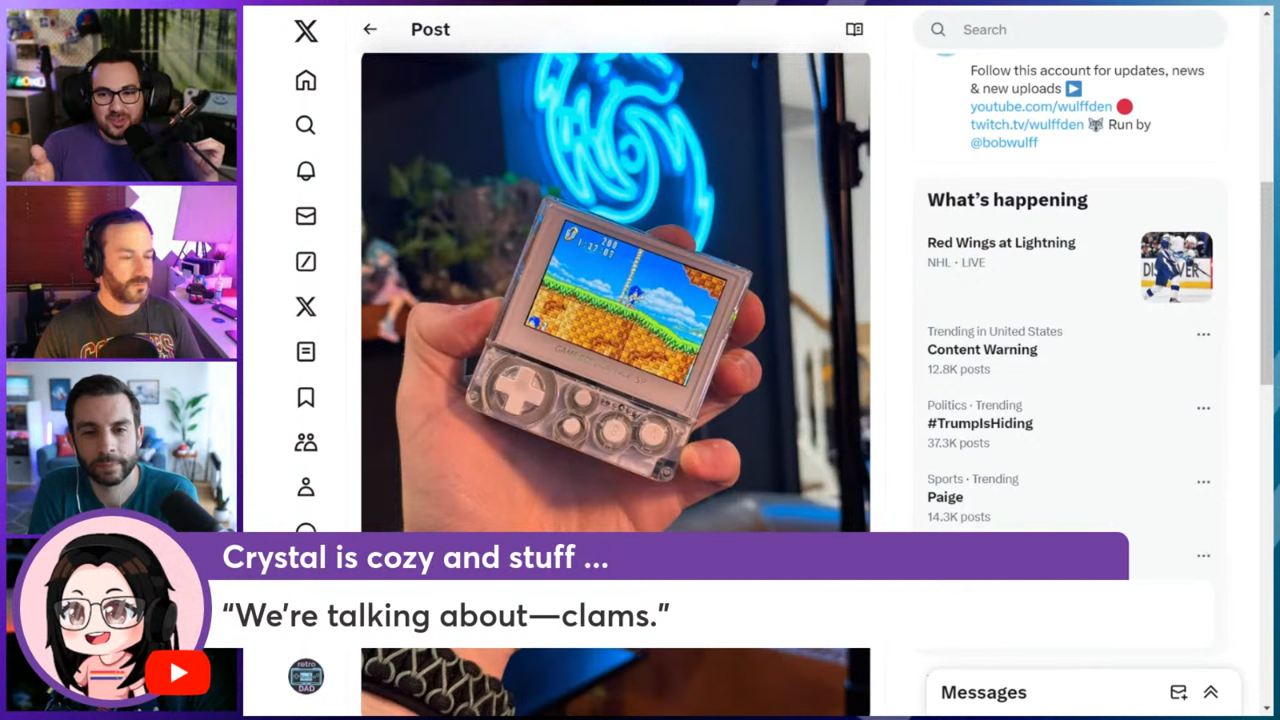 Post
Search
Follow this account for updates, news
& new uploads
youtube.com/wulffden
twitch.tv/wulffden Run by
@bobwulff
What's happening
Red Wings at Lightning
NHL · LIVE
Trending in United States
Content Warning
12.8K posts
Politics · Trending
#TrumpIsHiding
37.3K posts
Sports · Trending
Paige
14.3K posts
Crystal is cozy and stuff ...
“We’re talking about—clams.”
retro
DAD
Messages